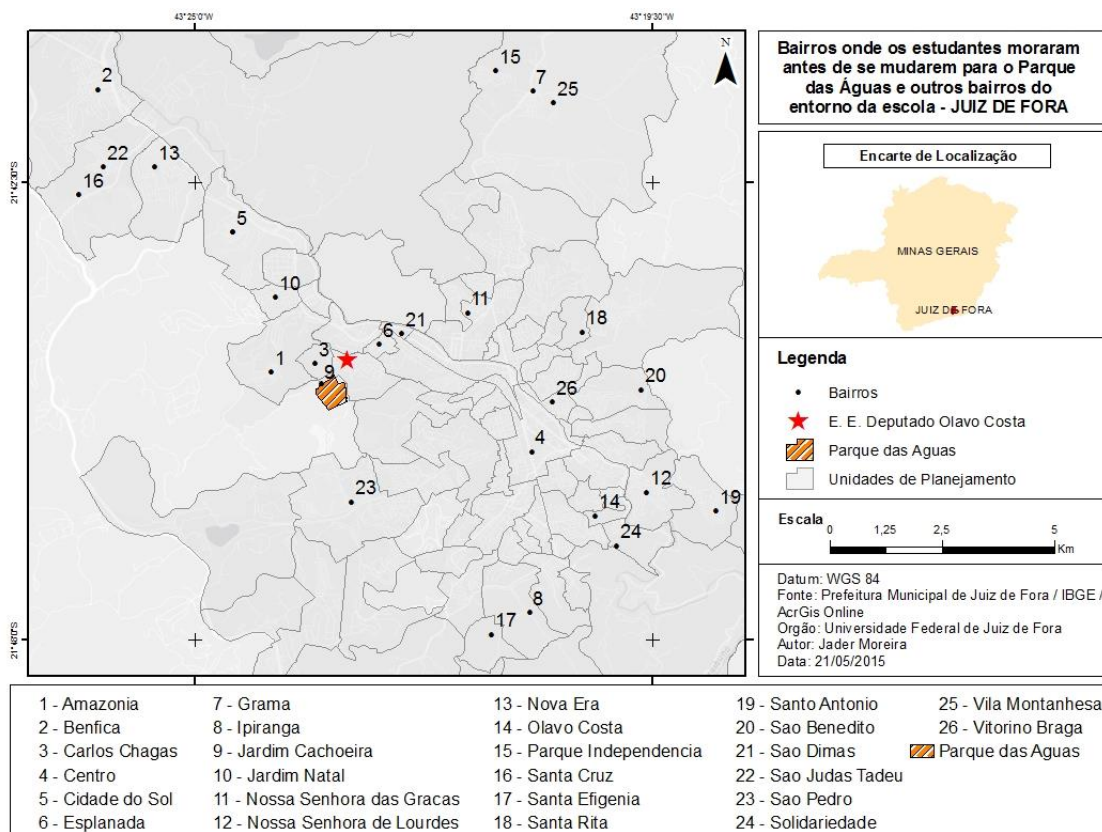 43°25'0"W
43°19'30"W
N
15
2
7
25
22
13
16
5
10
11
21
18
6
3
1
9
20
26
4
23
12
19
14
24
8
17
Bairros onde os estudantes moraram
antes de se mudarem para o Parque
das Águas e outros bairros do
entorno da escola - JUIZ DE FORA
Encarte de Localização
MINAS GERAIS
JUIZ DE FORA
Legenda
Bairros
E. E. Deputado Olavo Costa
Parque das Aguas
Unidades de Planejamento
Escala
0 1,25 2,5 5
Km
Datum: WGS 84
Fonte: Prefeitura Municipal de Juiz de Fora / IBGE /
AcrGis Online
Orgão: Universidade Federal de Juiz de Fora
Autor: Jader Moreira
Data: 21/05/2015
1 - Amazonia
2 - Benfica
3 - Carlos Chagas
4 - Centro
5 - Cidade do Sol
6 - Esplanada
7 - Grama
8 - Ipiranga
9 - Jardim Cachoeira
10 - Jardim Natal
11 - Nossa Senhora das Gracas
12 - Nossa Senhora de Lourdes
13 - Nova Era
14 - Olavo Costa
15 - Parque Independencia
16 - Santa Cruz
17 - Santa Efigenia
18 - Santa Rita
19 - Santo Antonio
20 - Sao Benedito
21 - Sao Dimas
22 - Sao Judas Tadeu
23 - Sao Pedro
24 - Solidariedade
25 - Vila Montanhesa
26 - Vitorino Braga
Parque das Aguas